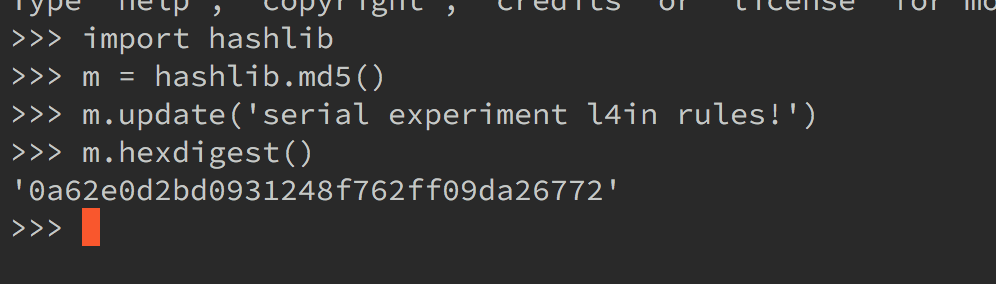 Type "help", "copyright", "credits" or "license" for mo
>>> import hashlib
>>> m = hashlib.md5()
>>> m.update('serial experiment l4in rules!')
>>> m.hexdigest()
'0a62e0d2bd0931248f762ff09da26772'
>>>